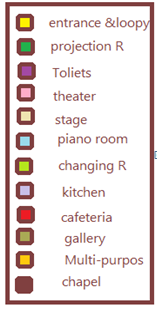 entrance &loopy
projection R
Toliets
theater
stage
piano room
changing R
kitchen
cafeteria
gallery
Multi-purpos
chapel